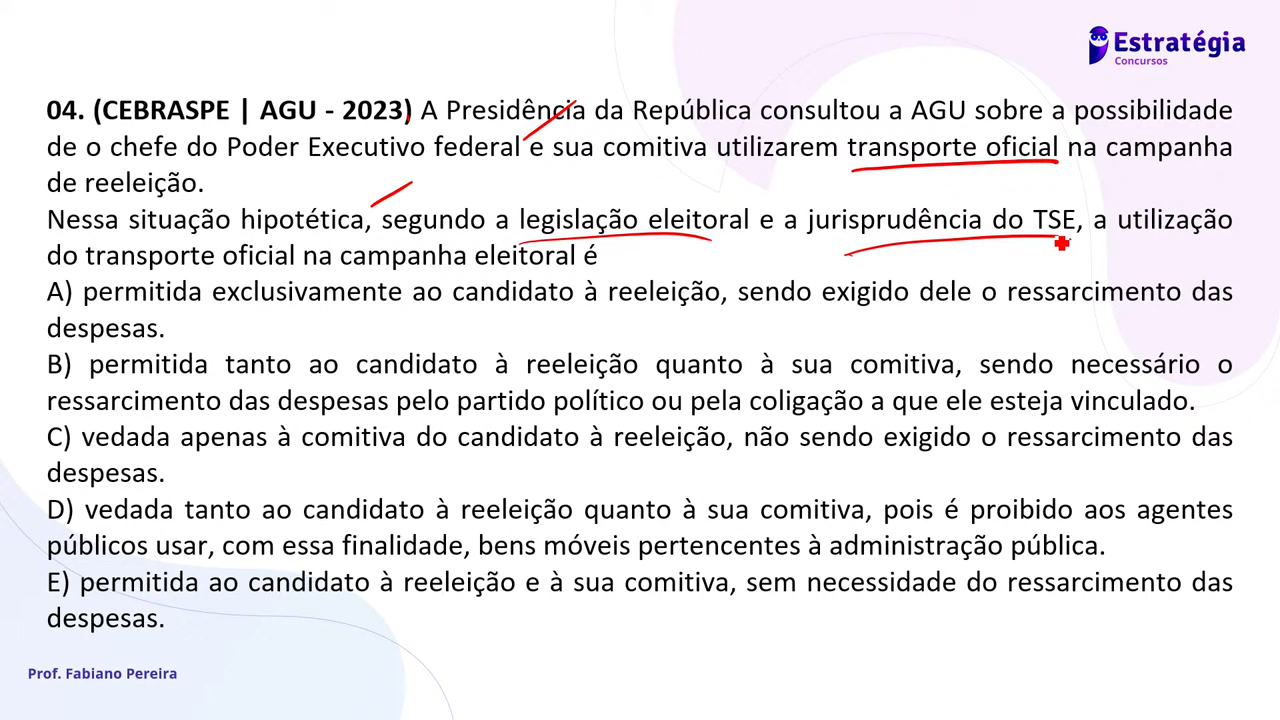 Estratégia
Concursos
04. (CEBRASPE | AGU - 2023) A Presidência da República consultou a AGU sobre a possibilidade
de o chefe do Poder Executivo federal e sua comitiva utilizarem transporte oficial na campanha
de reeleição.
Nessa situação hipotética, segundo a legislação eleitoral e a jurisprudência do TSE, a utilização
do transporte oficial na campanha eleitoral é
A) permitida exclusivamente ao candidato à reeleição, sendo exigido dele o ressarcimento das
despesas.
B) permitida tanto ao candidato à reeleição quanto à sua comitiva, sendo necessário o
ressarcimento das despesas pelo partido político ou pela coligação a que ele esteja vinculado.
C) vedada apenas à comitiva do candidato à reeleição, não sendo exigido o ressarcimento das
despesas.
D) vedada tanto ao candidato à reeleição quanto à sua comitiva, pois é proibido aos agentes
públicos usar, com essa finalidade, bens móveis pertencentes à administração pública.
E) permitida ao candidato à reeleição e à sua comitiva, sem necessidade do ressarcimento das
despesas.
Prof. Fabiano Pereira